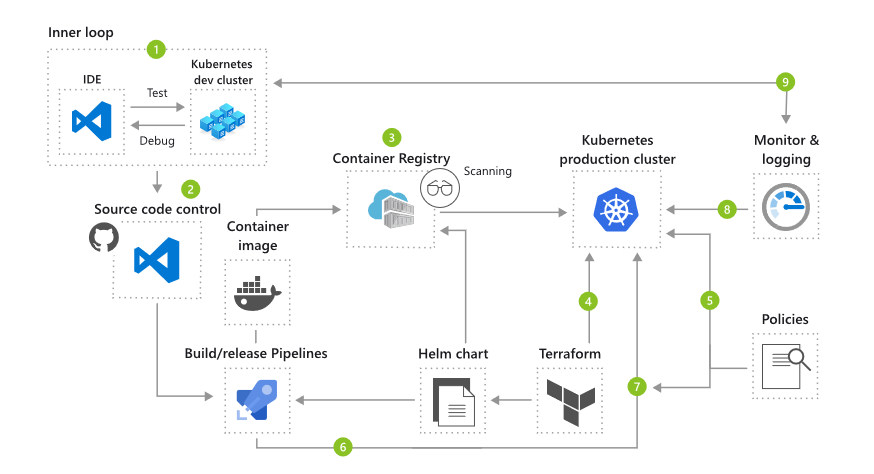 Inner loop
1
IDE
Kubernetes
dev cluster
Test
Debug
9
2
Source code control
3
Container Registry
Scanning
Kubernetes
production cluster
Monitor &
logging
8
Container
image
4
5
Policies
Build/release Pipelines
Helm chart
Terraform
7
6